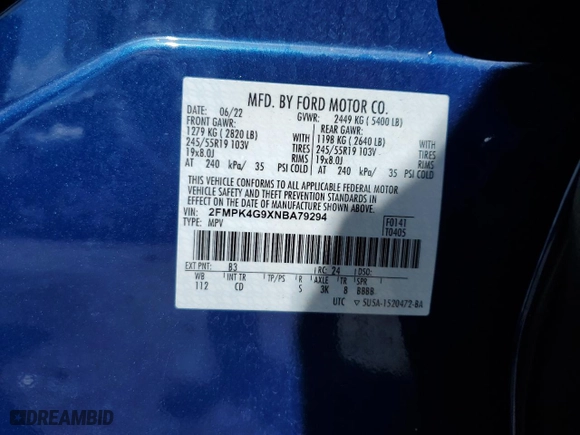 MFD. BY FORD MOTOR CO.
DATE: 06/22 GVWR: 2449 KG ( 5400 LB)
FRONT GAWR: REAR GAWR:
1279 KG ( 2820 LB) WITH 1198 KG ( 2640 LB) WITH
245/55R19 103V TIRES 245/55R19 103V TIRES
19x8.0J RIMS 19x8.0J RIMS
AT 240 kPa/ 35 PSI COLD AT 240 kPa/ 35 PSI COLD
THIS VEHICLE CONFORMS TO ALL APPLICABLE FEDERAL MOTOR
VEHICLE SAFETY AND THEFT PREVENTION STANDARDS IN
EFFECT ON THE DATE OF MANUFACTURE SHOWN ABOVE.
VIN: 2FMPK4G9XNBA79294 F0141
TYPE: MPV T0405
EXT PNT: B3 RC: 24 DSO:
WB INT TR TP/PS R AXLE TR SPR
112 CD S 3K 8 BBBB
UTC ▽ SU5A-1520472-BA
DREAMBID